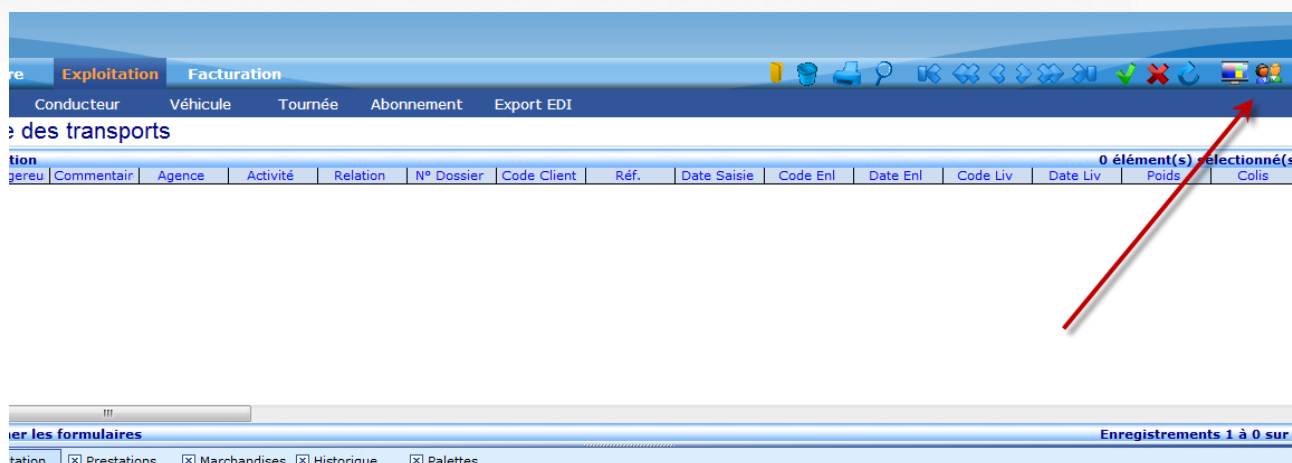 re Exploitation Facturation
Conducteur Véhicule Tournée Abonnement Export EDI
e des transports
tion 0 élément(s) sélectionné(s
gereu Commentair Agence Activité Relation N° Dossier Code Client Réf. Date Saisie Code Enl Date Enl Code Liv Date Liv Poids Colis
ner les formulaires Enregistrements 1 à 0 sur
tation Prestations Marchandises Historique Palettes